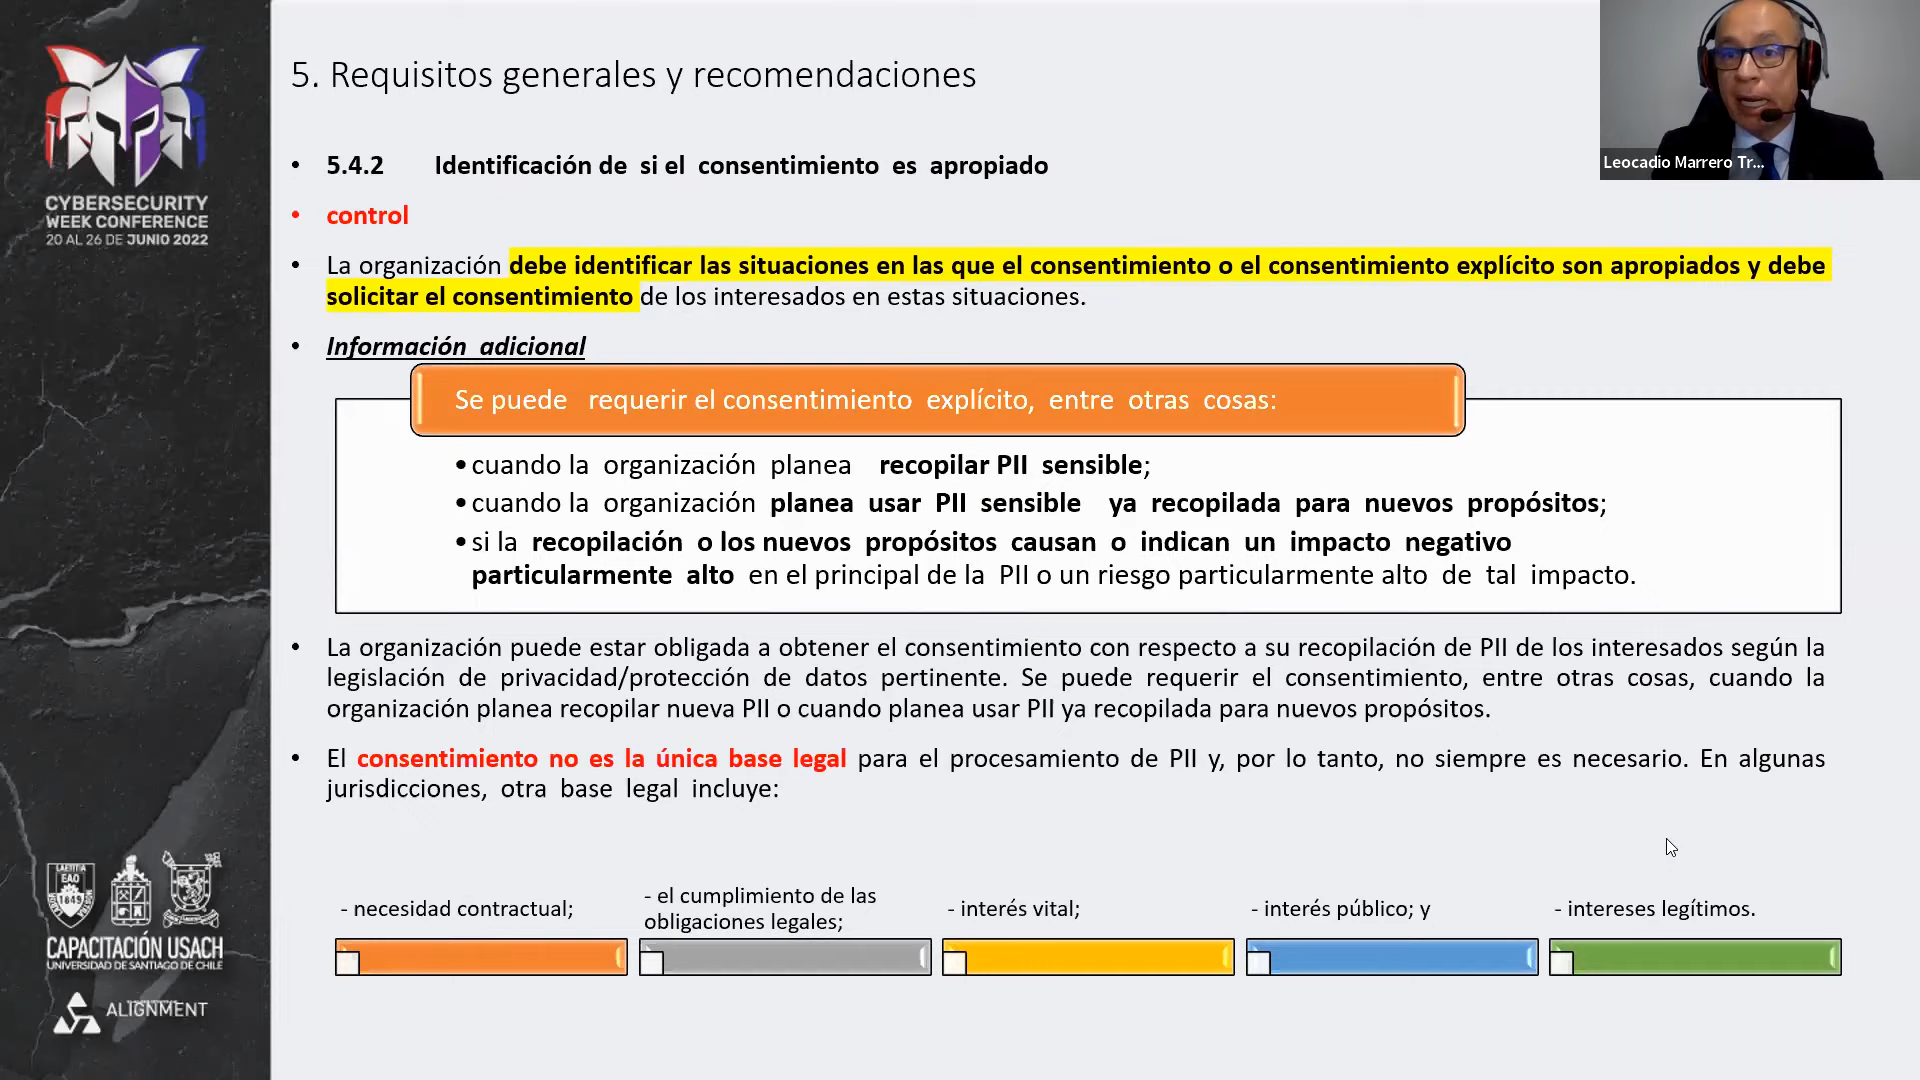 CYBERSECURITY
WEEK CONFERENCE
20 AL 26 DE JUNIO 2022
LAETITIA
EAO
1849
CAPACITACIÓN USACH
UNIVERSIDAD DE SANTIAGO DE CHILE
ALIGNMENT
5. Requisitos generales y recomendaciones
Leocadio Marrero Tr...
• 5.4.2 Identificación de si el consentimiento es apropiado
• control
• La organización debe identificar las situaciones en las que el consentimiento o el consentimiento explícito son apropiados y debe
solicitar el consentimiento de los interesados en estas situaciones.
• Información adicional
Se puede requerir el consentimiento explícito, entre otras cosas:
•cuando la organización planea recopilar PII sensible;
•cuando la organización planea usar PII sensible ya recopilada para nuevos propósitos;
•si la recopilación o los nuevos propósitos causan o indican un impacto negativo
particularmente alto en el principal de la PII o un riesgo particularmente alto de tal impacto.
• La organización puede estar obligada a obtener el consentimiento con respecto a su recopilación de PII de los interesados según la
legislación de privacidad/protección de datos pertinente. Se puede requerir el consentimiento, entre otras cosas, cuando la
organización planea recopilar nueva PII o cuando planea usar PII ya recopilada para nuevos propósitos.
• El consentimiento no es la única base legal para el procesamiento de PII y, por lo tanto, no siempre es necesario. En algunas
jurisdicciones, otra base legal incluye:
- necesidad contractual;
- el cumplimiento de las
obligaciones legales;
- interés vital;
- interés público; y
- intereses legítimos.